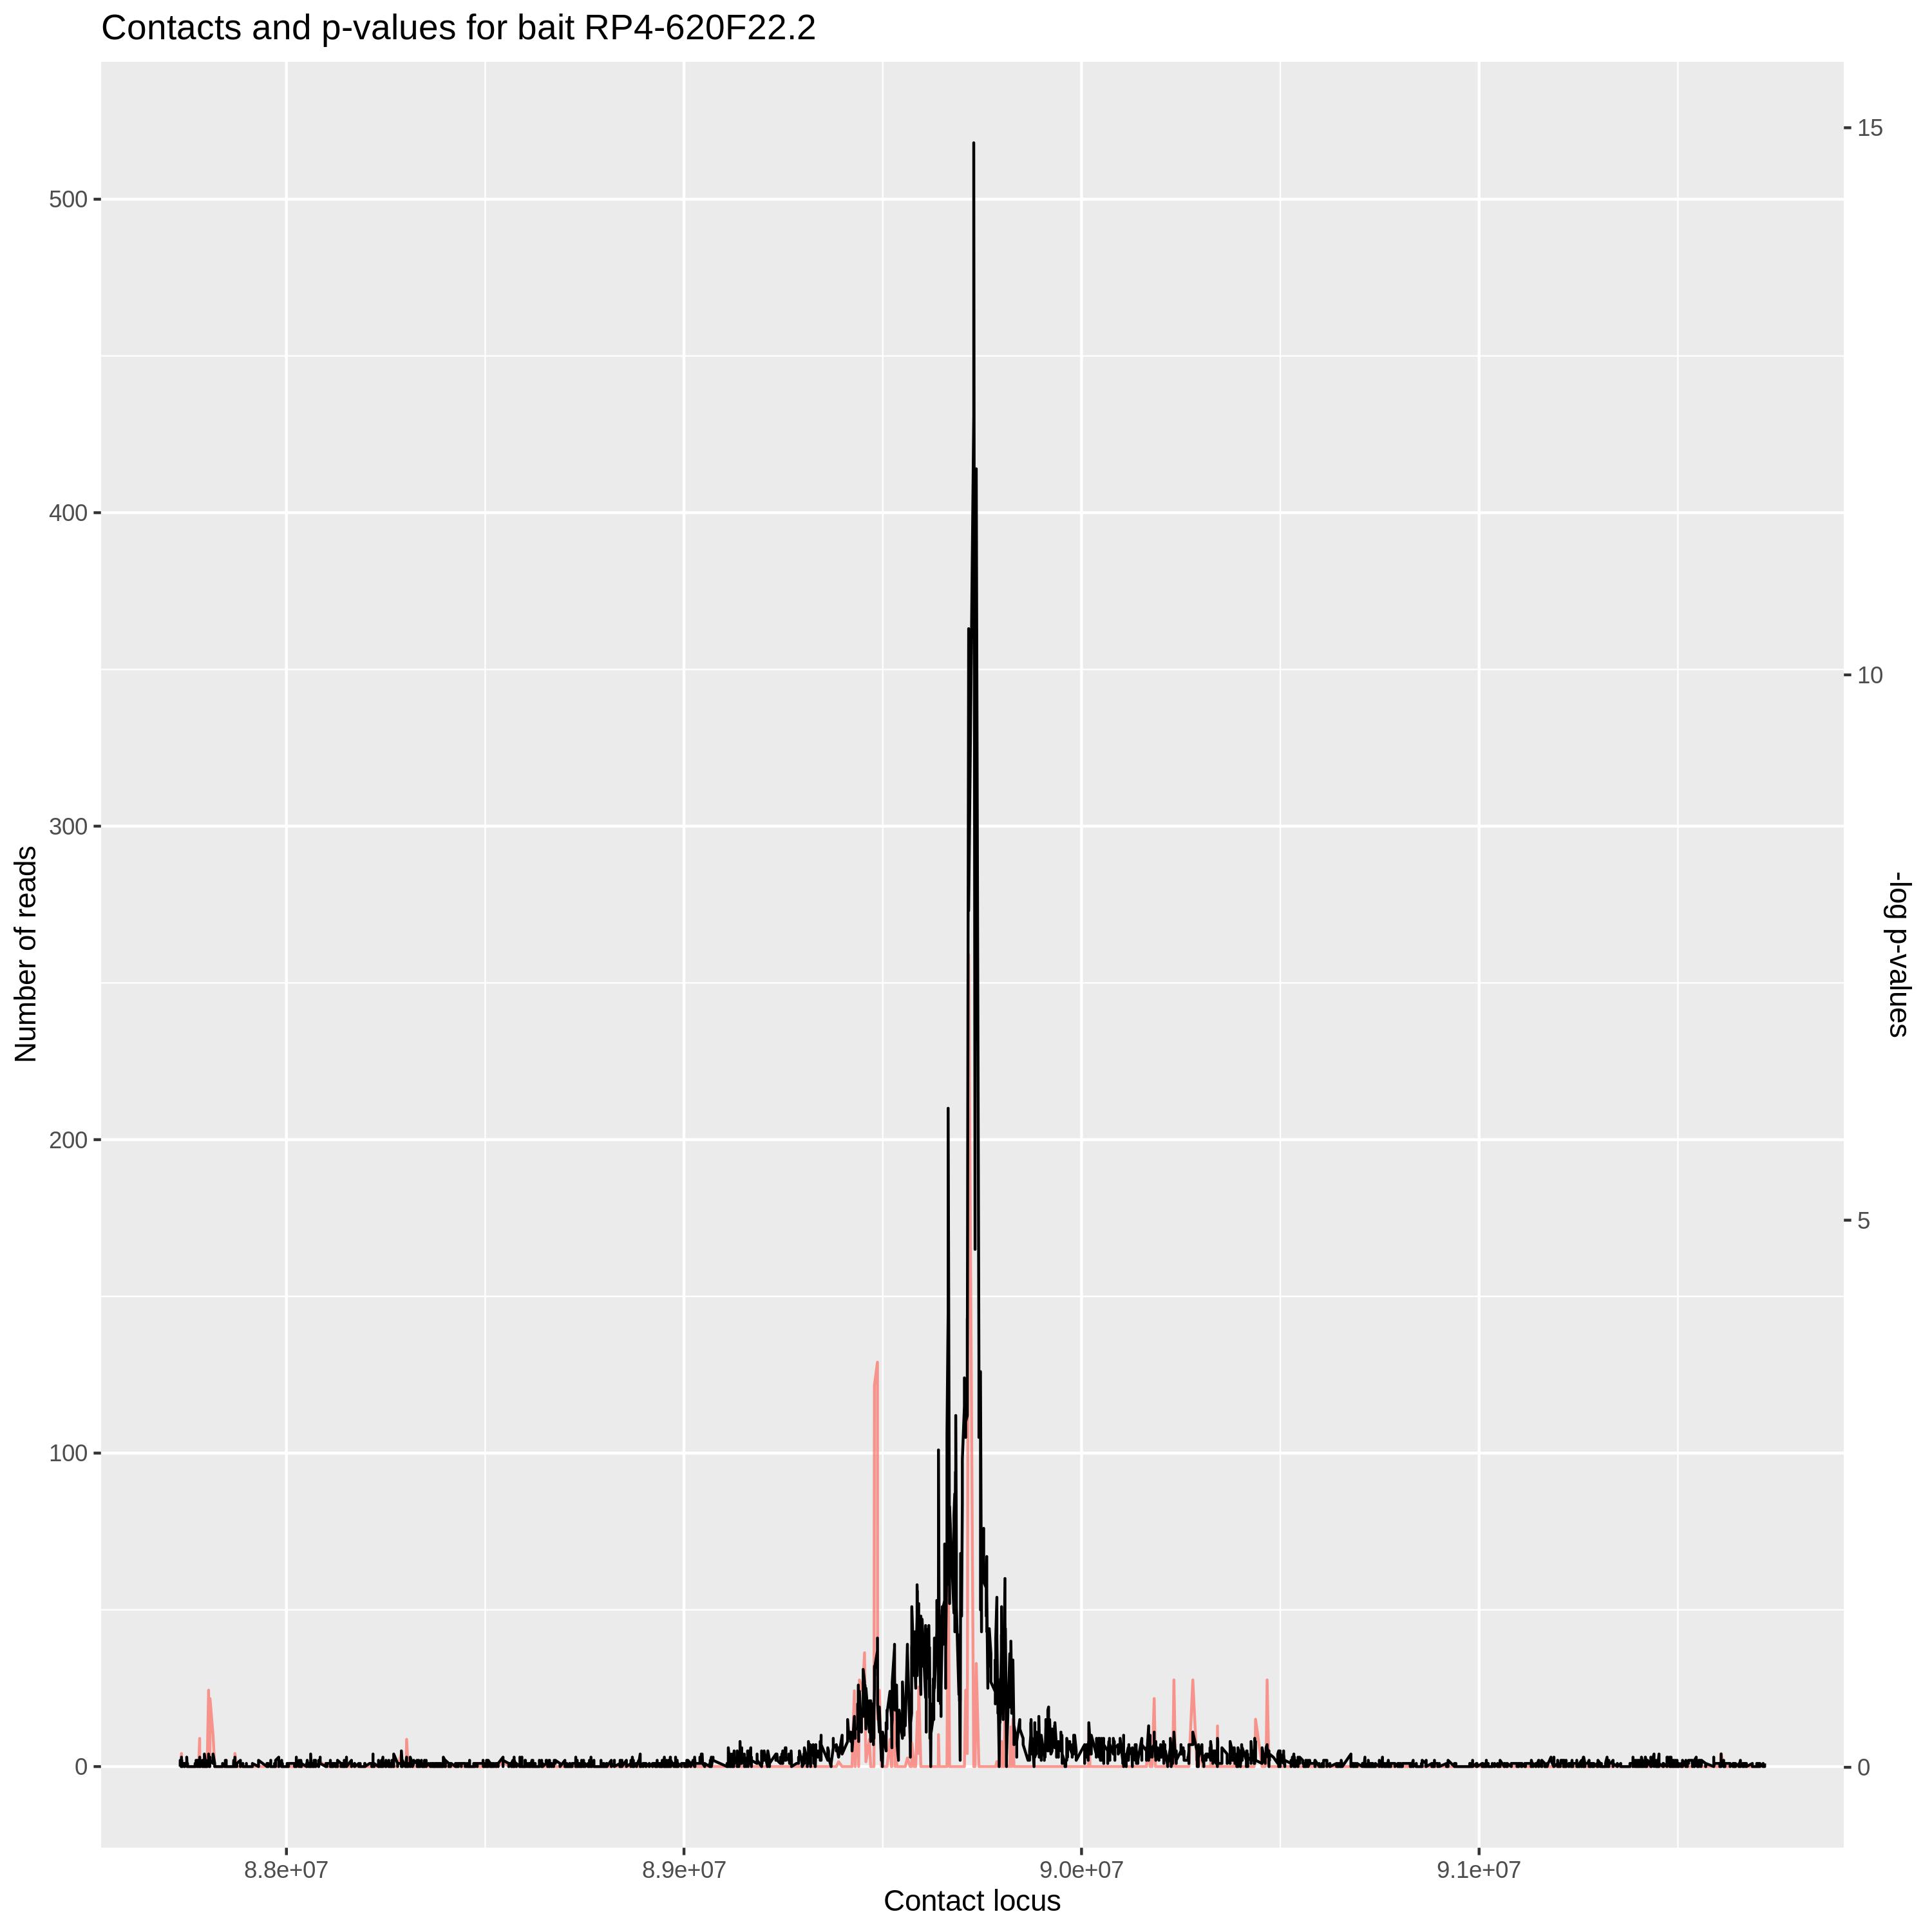 Contacts and p-values for bait RP4-620F22.2
500
400
300
200
100
0
Number of reads
15
10
5
0
-log p-values
8.8e+07
8.9e+07
9.0e+07
9.1e+07
Contact locus